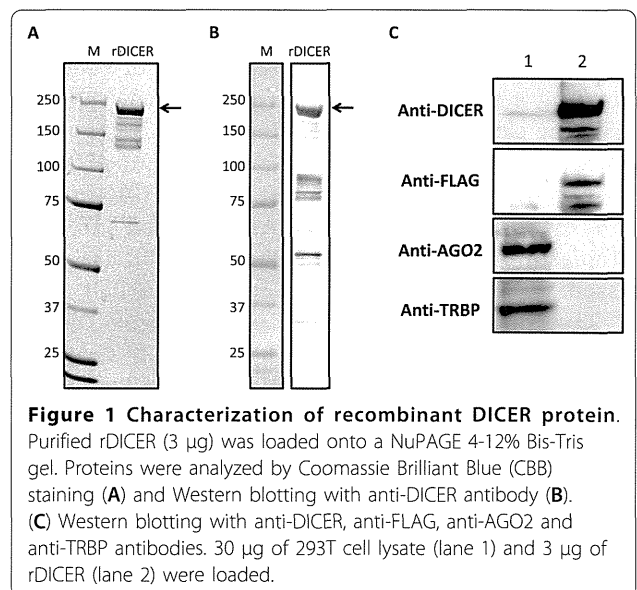 A
B
C
M rDICER
M rDICER
1 2
250
150
100
75
50
37
25
250
150
100
75
50
37
25
Anti-DICER
Anti-FLAG
Anti-AGO2
Anti-TRBP
Figure 1 Characterization of recombinant DICER protein.
Purified rDICER (3 μg) was loaded onto a NuPAGE 4-12% Bis-Tris
gel. Proteins were analyzed by Coomassie Brilliant Blue (CBB)
staining (A) and Western blotting with anti-DICER antibody (B).
(C) Western blotting with anti-DICER, anti-FLAG, anti-AGO2 and
anti-TRBP antibodies. 30 μg of 293T cell lysate (lane 1) and 3 μg of
rDICER (lane 2) were loaded.